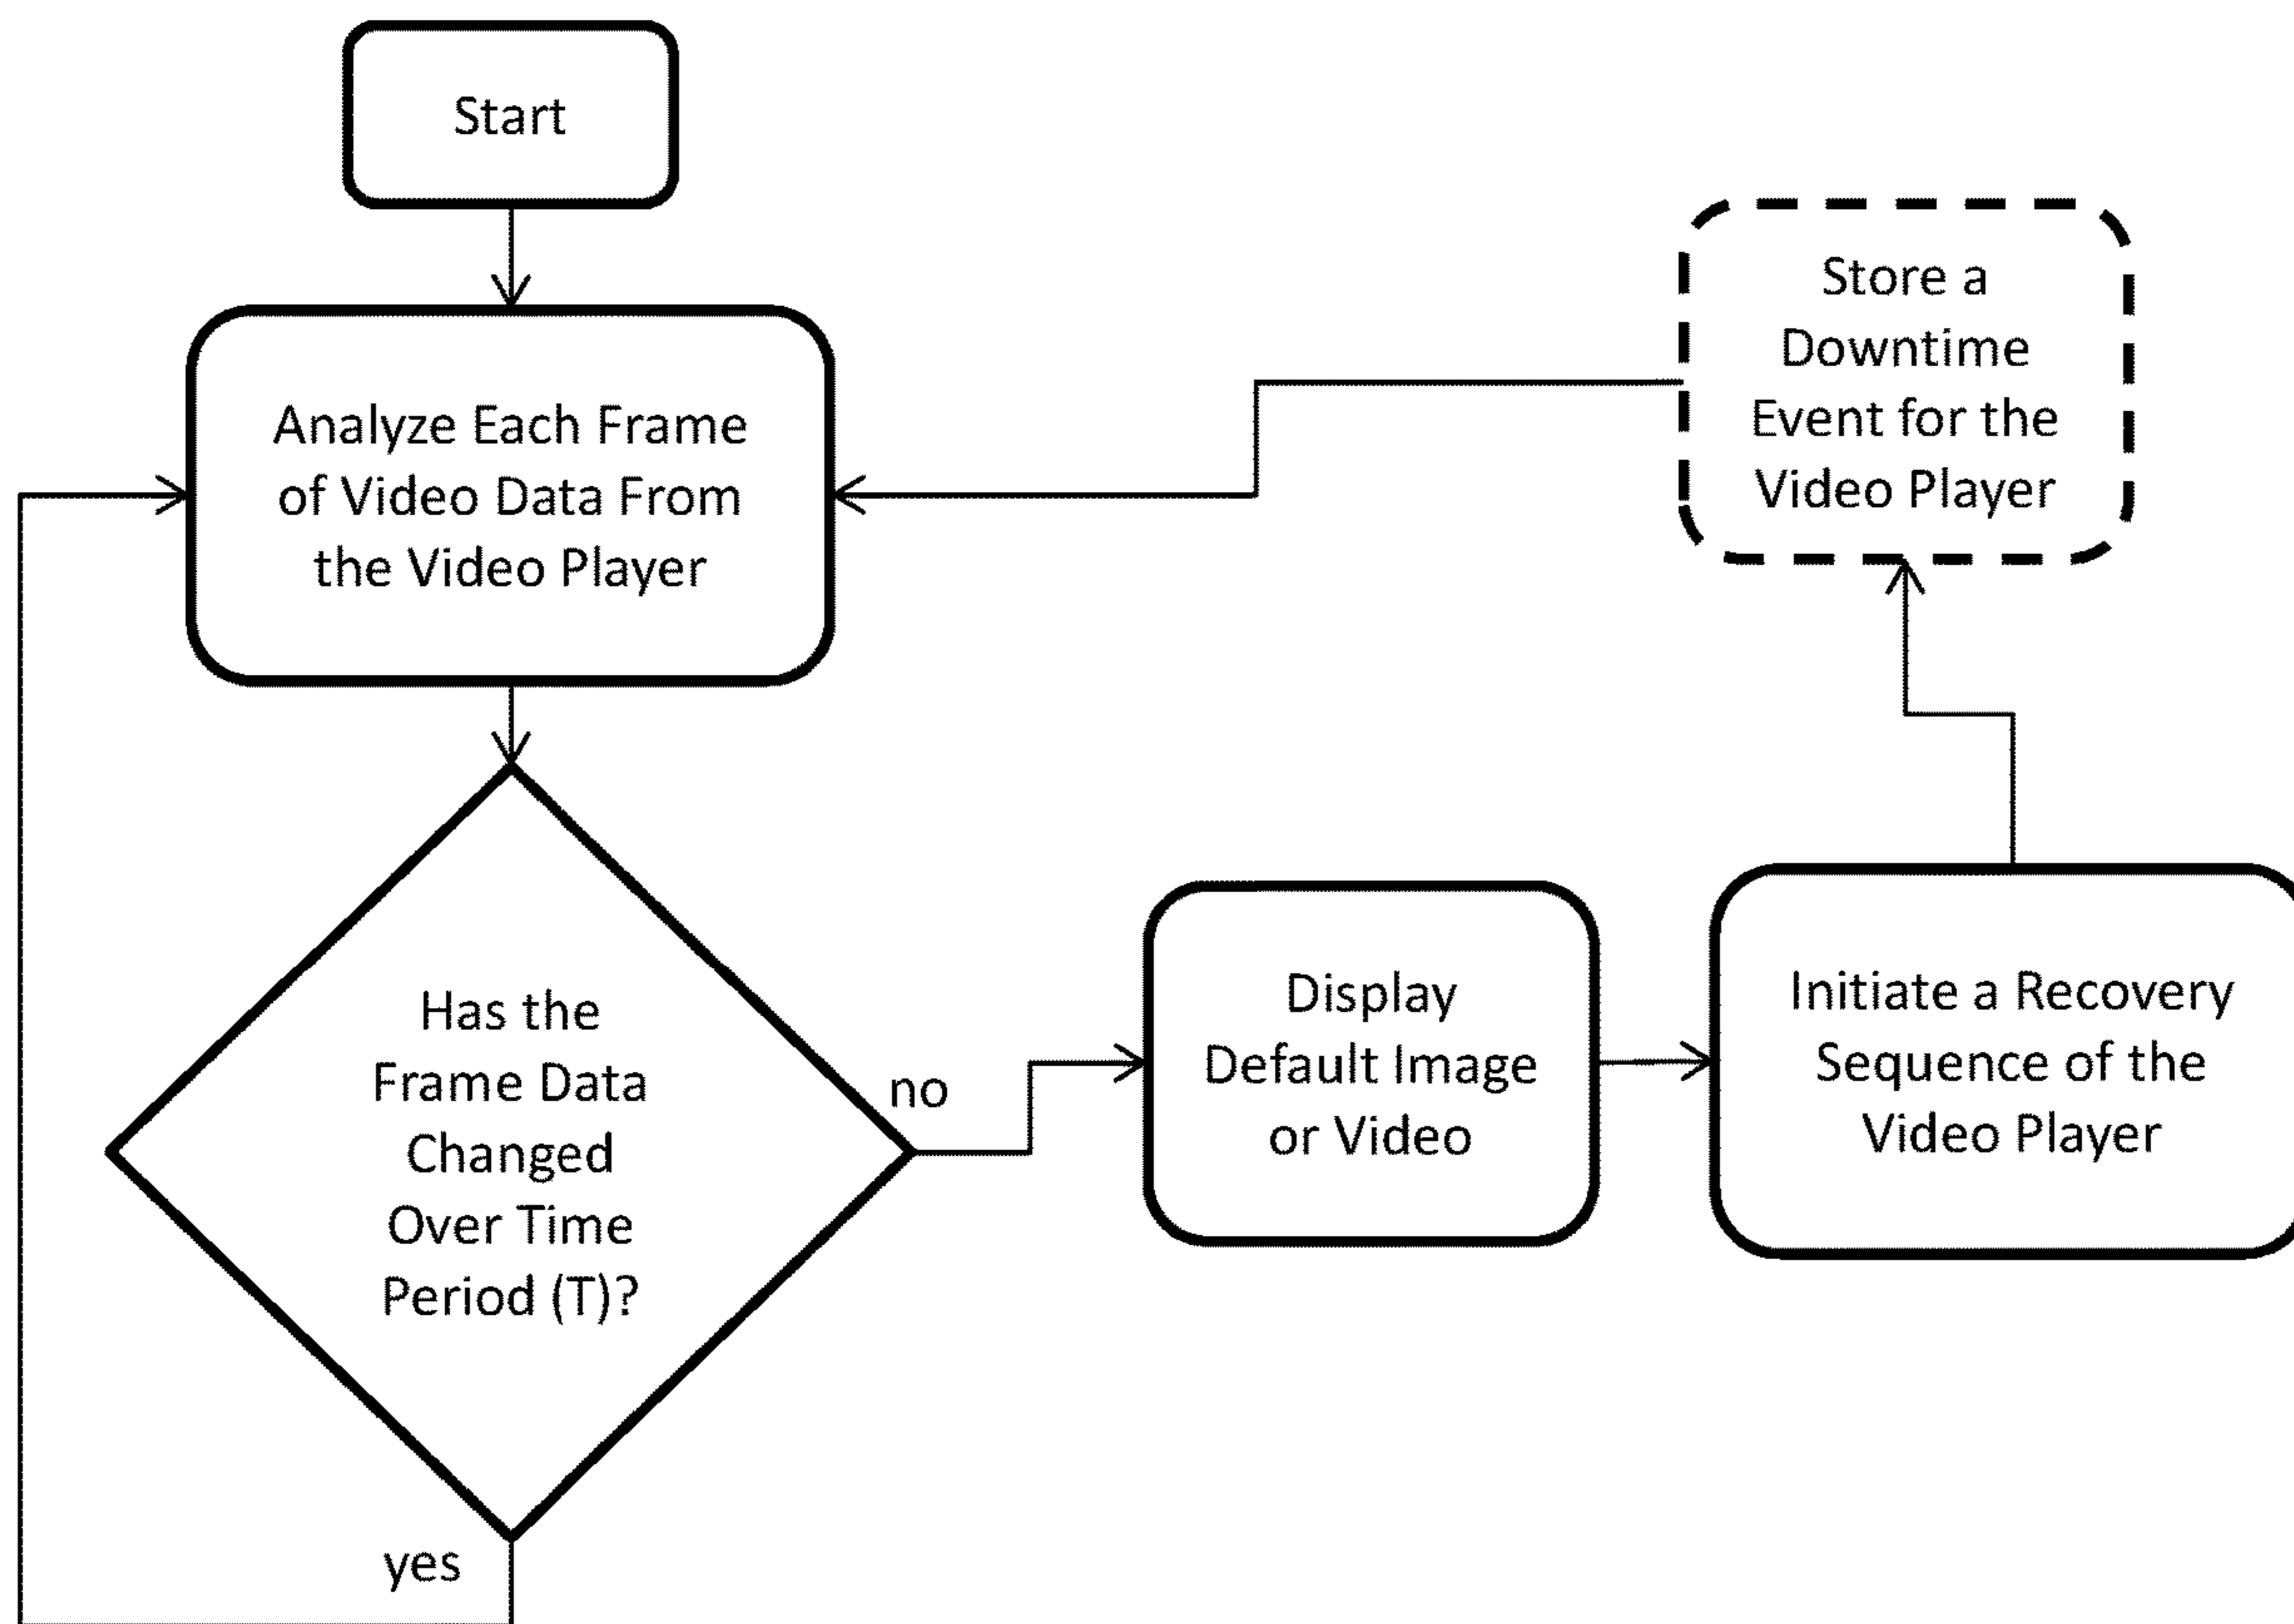 Start
Analyze Each Frame
of Video Data From
the Video Player
Has the
Frame Data
Changed
Over Time
Period (T)?
yes
no
Display
Default Image
or Video
Initiate a Recovery
Sequence of the
Video Player
Store a
Downtime
Event for the
Video Player